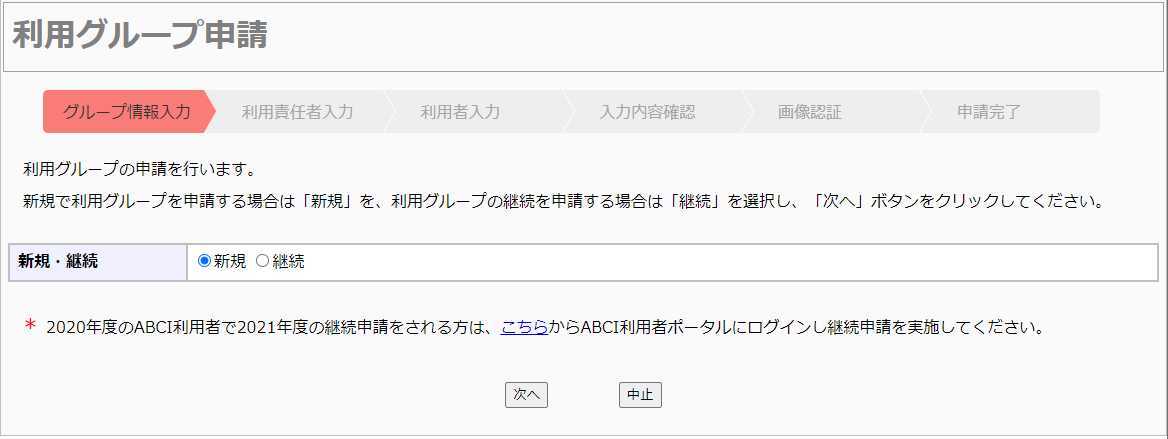 利用グループ申請
グループ情報入力 利用責任者入力 利用者入力 入力内容確認 画像認証 申請完了
利用グループの申請を行います。
新規で利用グループを申請する場合は「新規」を、利用グループの継続を申請する場合は「継続」を選択し、「次へ」ボタンをクリックしてください。
新規・継続 新規 継続
* 2020年度のABCI利用者で2021年度の継続申請をされる方は、こちらからABCI利用者ポータルにログインし継続申請を実施してください。
次へ 中止